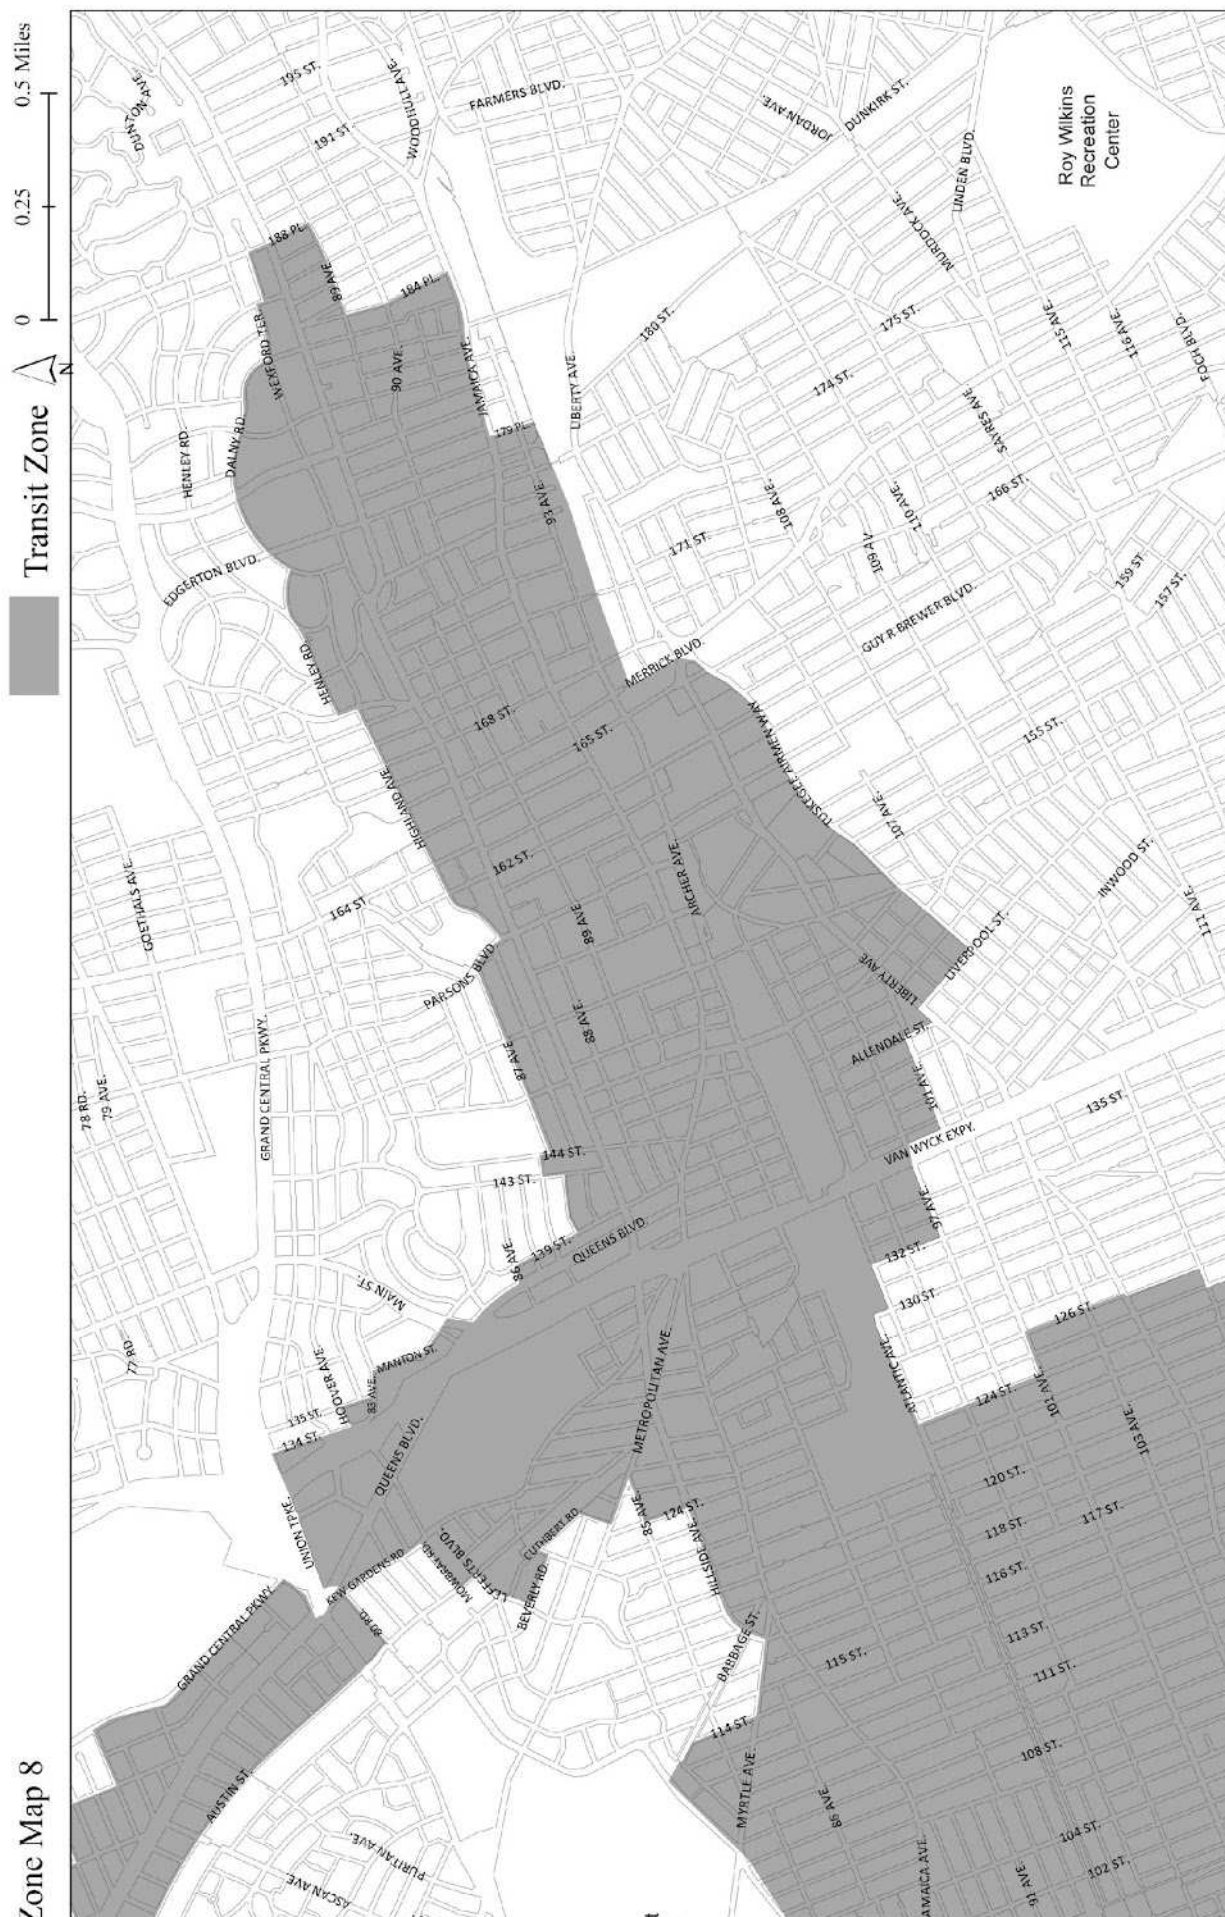 Zone Map 8
Transit Zone
N
0
0.25
0.5 Miles
DUNTON AVE.
195 ST.
WOODHULL AVE.
191 ST.
FARMERS BLVD.
JORDAN AVE.
DUNKIRK ST.
LINDEN BLVD.
Roy Wilkins
Recreation
Center
188 PL.
89 AVE.
184 PL.
MURDOCK AVE.
WEXFORD TER.
90 AVE.
JAMAICA AVE.
LIBERTY AVE.
180 ST.
175 ST.
115 AVE.
116 AVE.
FOCH BLVD.
HENLEY RD.
DALNY RD
179 PL.
174 ST.
SAYRES AVE
93 AVE.
108 AVE.
110 AVE.
166 ST.
EDGERTON BLVD.
171 ST.
109 AV.
159 ST
157 ST.
GUY R BREWER BLVD.
HENLEY RD.
MERRICK BLVD.
168 ST.
165 ST.
TUSKEGEE AIRMEN WAY
155 ST.
HIGHLAND AVE.
107 AVE.
GOETHALS AVE.
164 ST
162 ST.
ARCHER AVE.
INWOOD ST.
89 AVE
111 AVE.
PARSONS BLVD
LIBERTY AVE
LIVERPOOL ST.
88 AVE.
78 RD.
79 AVE.
GRAND CENTRAL PKWY.
87 AVE
ALLENDALE ST.
101 AVE.
135 ST.
144 ST.
VAN WYCK EXPY.
143 ST.
97 AVE.
QUEENS BLVD.
139 ST.
86 AVE.
132 ST.
MAIN ST.
130 ST.
126 ST.
77 RD.
HOOVER AVE
MANTON ST.
METROPOLITAN AVE.
ATLANTIC AVE.
83 AVE.
124 ST.
101 AVE.
135 ST.
134 ST.
103 AVE.
QUEENS BLVD.
120 ST.
UNION TPKE.
85 AVE.
124 ST.
118 ST.
117 ST.
CUTHBERT RD
KEW GARDENS RD.
MOWBRAY RD.
LEFFERTS BLVD.
HILLSIDE AVE.
116 ST.
BEVERLY RD
80 RD.
GRAND CENTRAL PKWY.
BABBAGE ST.
113 ST.
115 ST.
111 ST.
114 ST.
108 ST.
AUSTIN ST.
MYRTLE AVE.
86 AVE.
104 ST.
PURITAN AVE.
102 ST.
ASCAN AVE.
91 AVE.
AMAICA AVE.
t